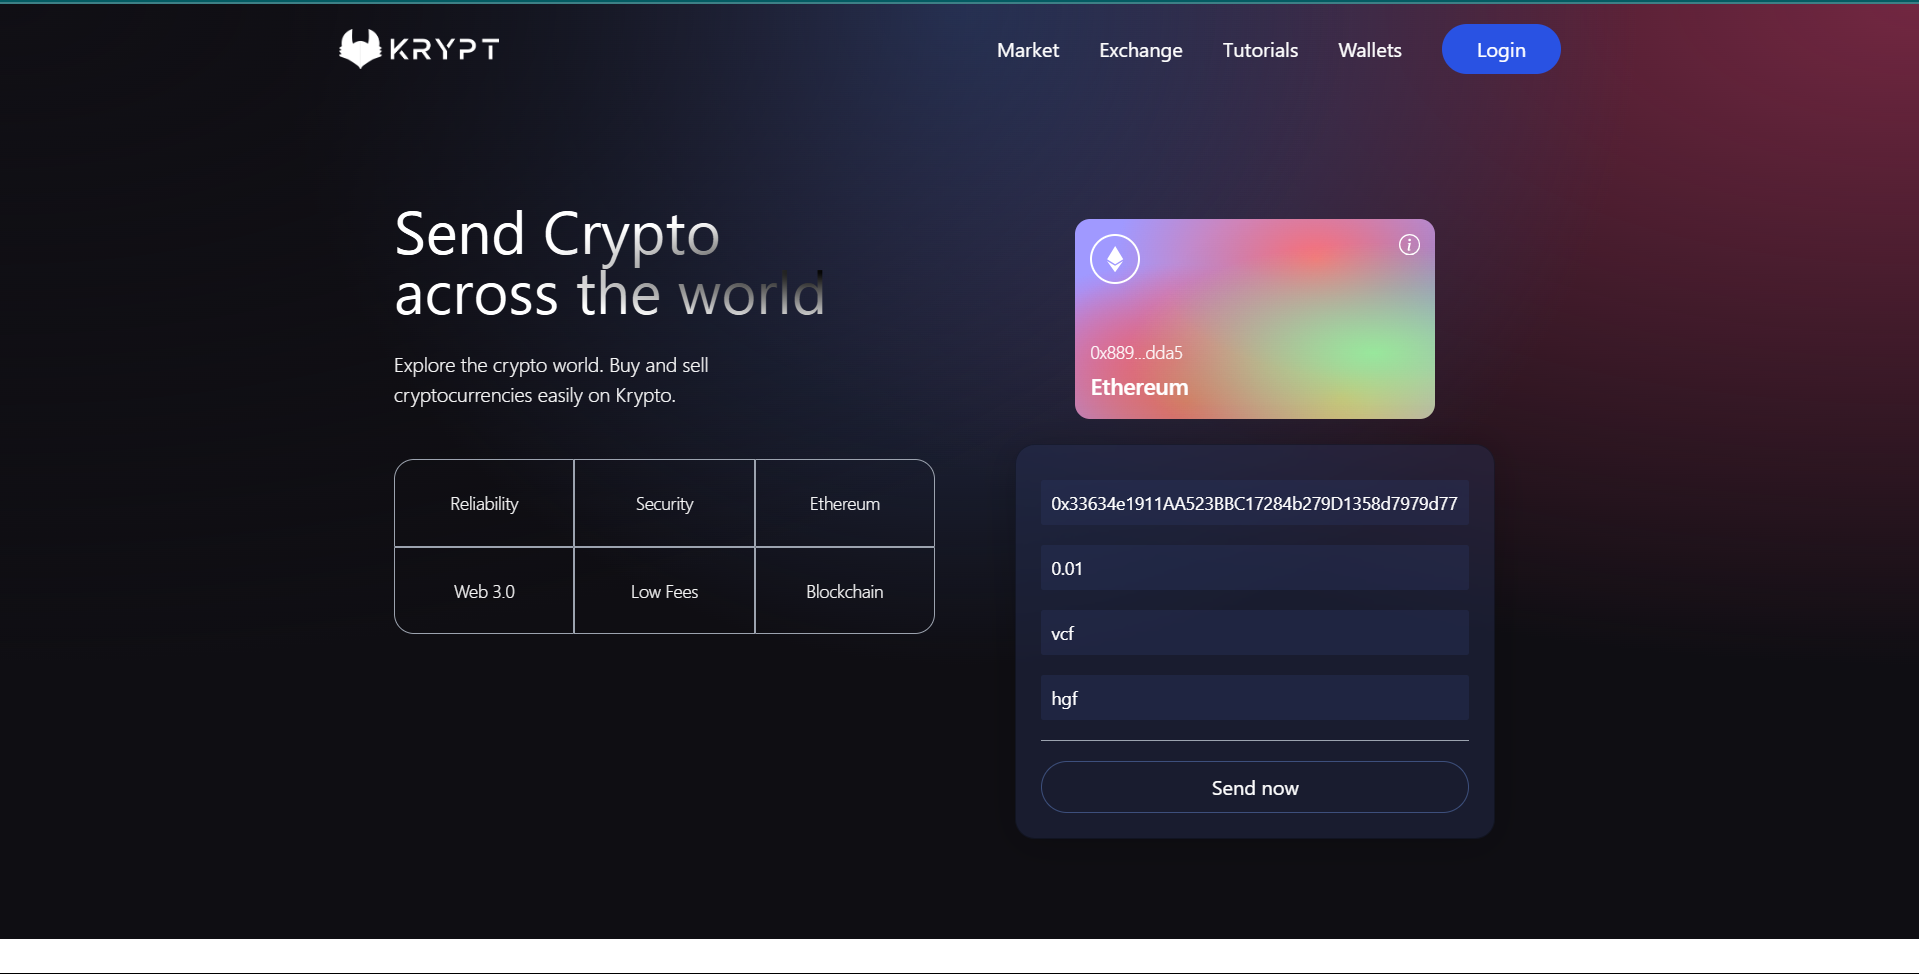 KRYPT
Market Exchange Tutorials Wallets Login
Send Crypto
across the world
Explore the crypto world. Buy and sell
cryptocurrencies easily on Krypto.
Reliability Security Ethereum
Web 3.0 Low Fees Blockchain
0x889...dda5
Ethereum
0x33634e1911AA523BBC17284b279D1358d7979d77
0.01
vcf
hgf
Send now